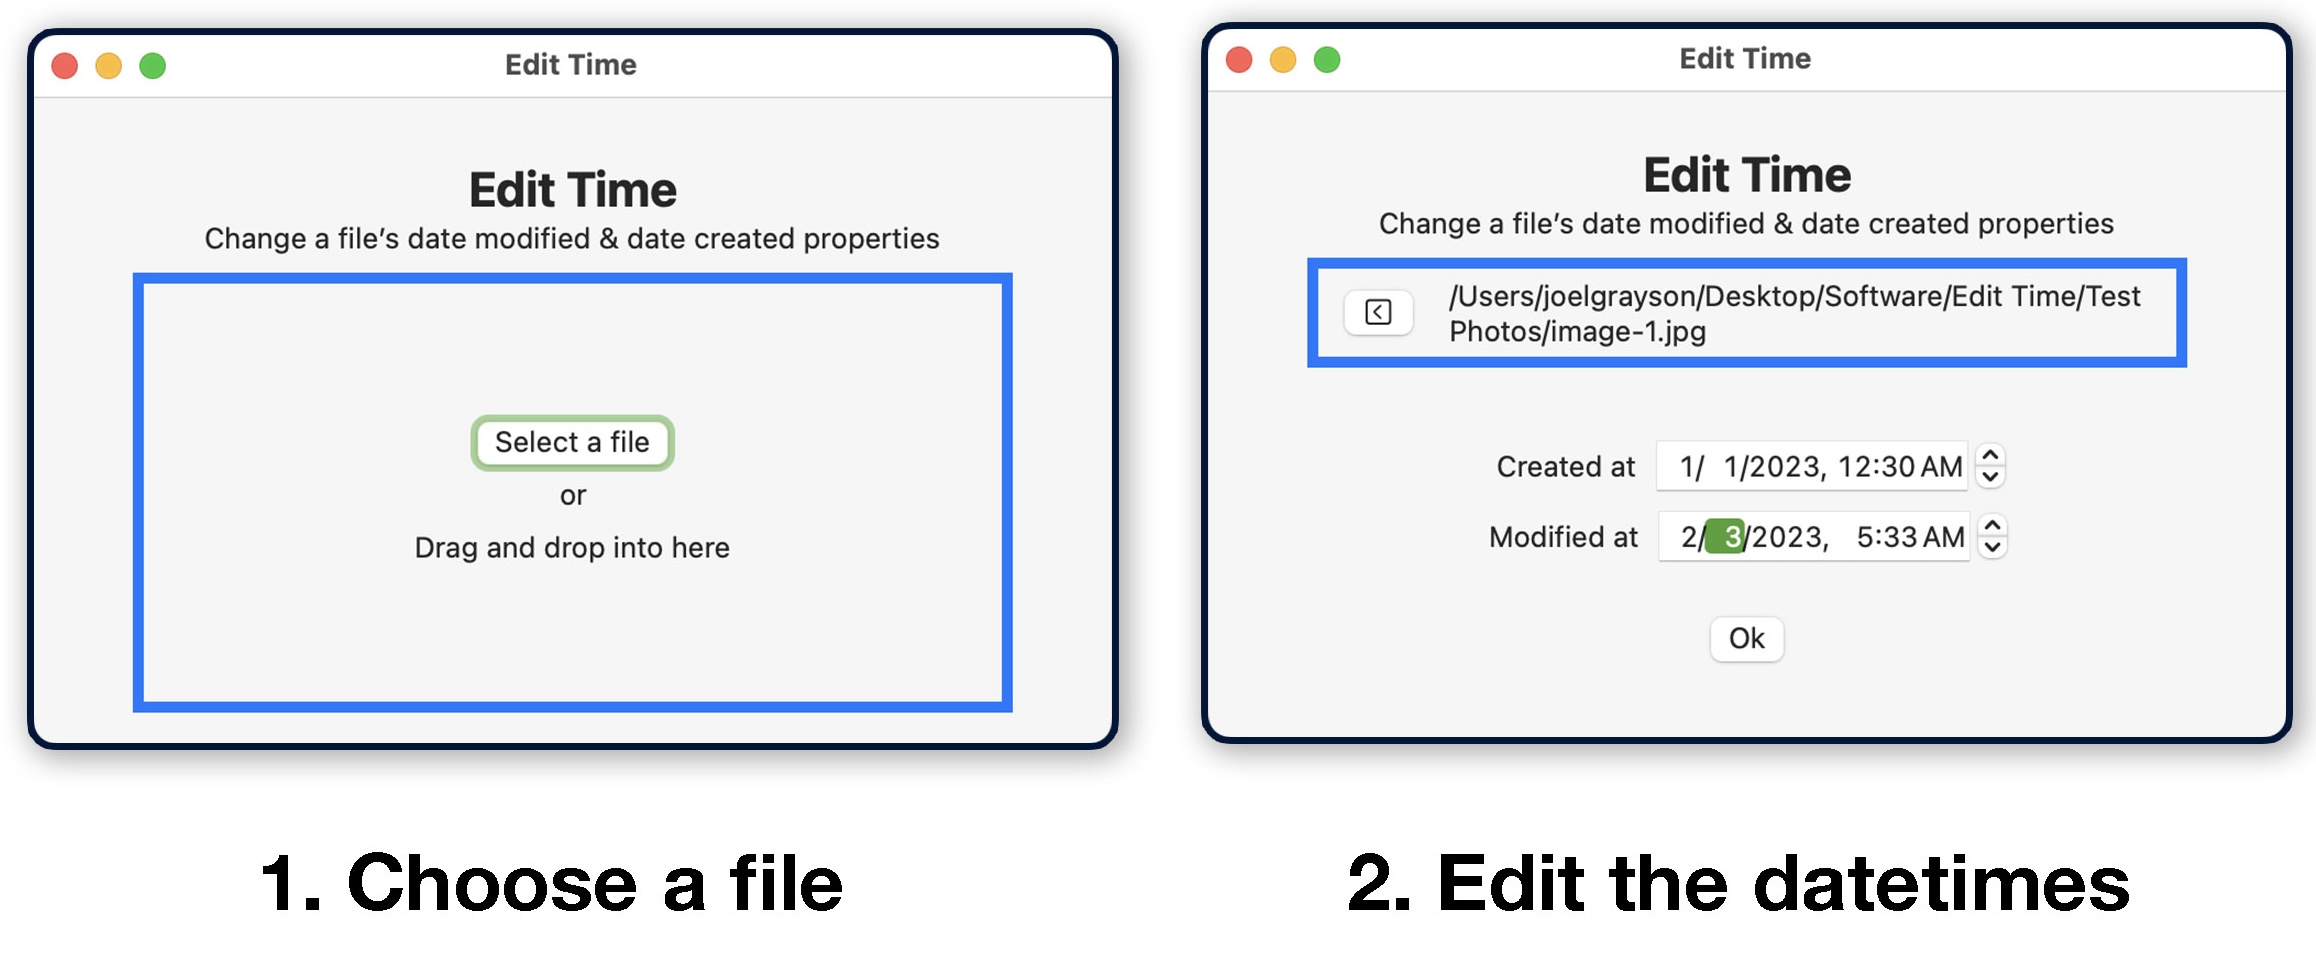 Edit Time
Edit Time
Change a file's date modified & date created properties
Select a file
or
Drag and drop into here
1. Choose a file
Edit Time
Edit Time
Change a file's date modified & date created properties
/Users/joelgrayson/Desktop/Software/Edit Time/Test
Photos/image-1.jpg
Created at 1/ 1/2023, 12:30 AM
Modified at 2/ 3/2023, 5:33 AM
Ok
2. Edit the datetimes